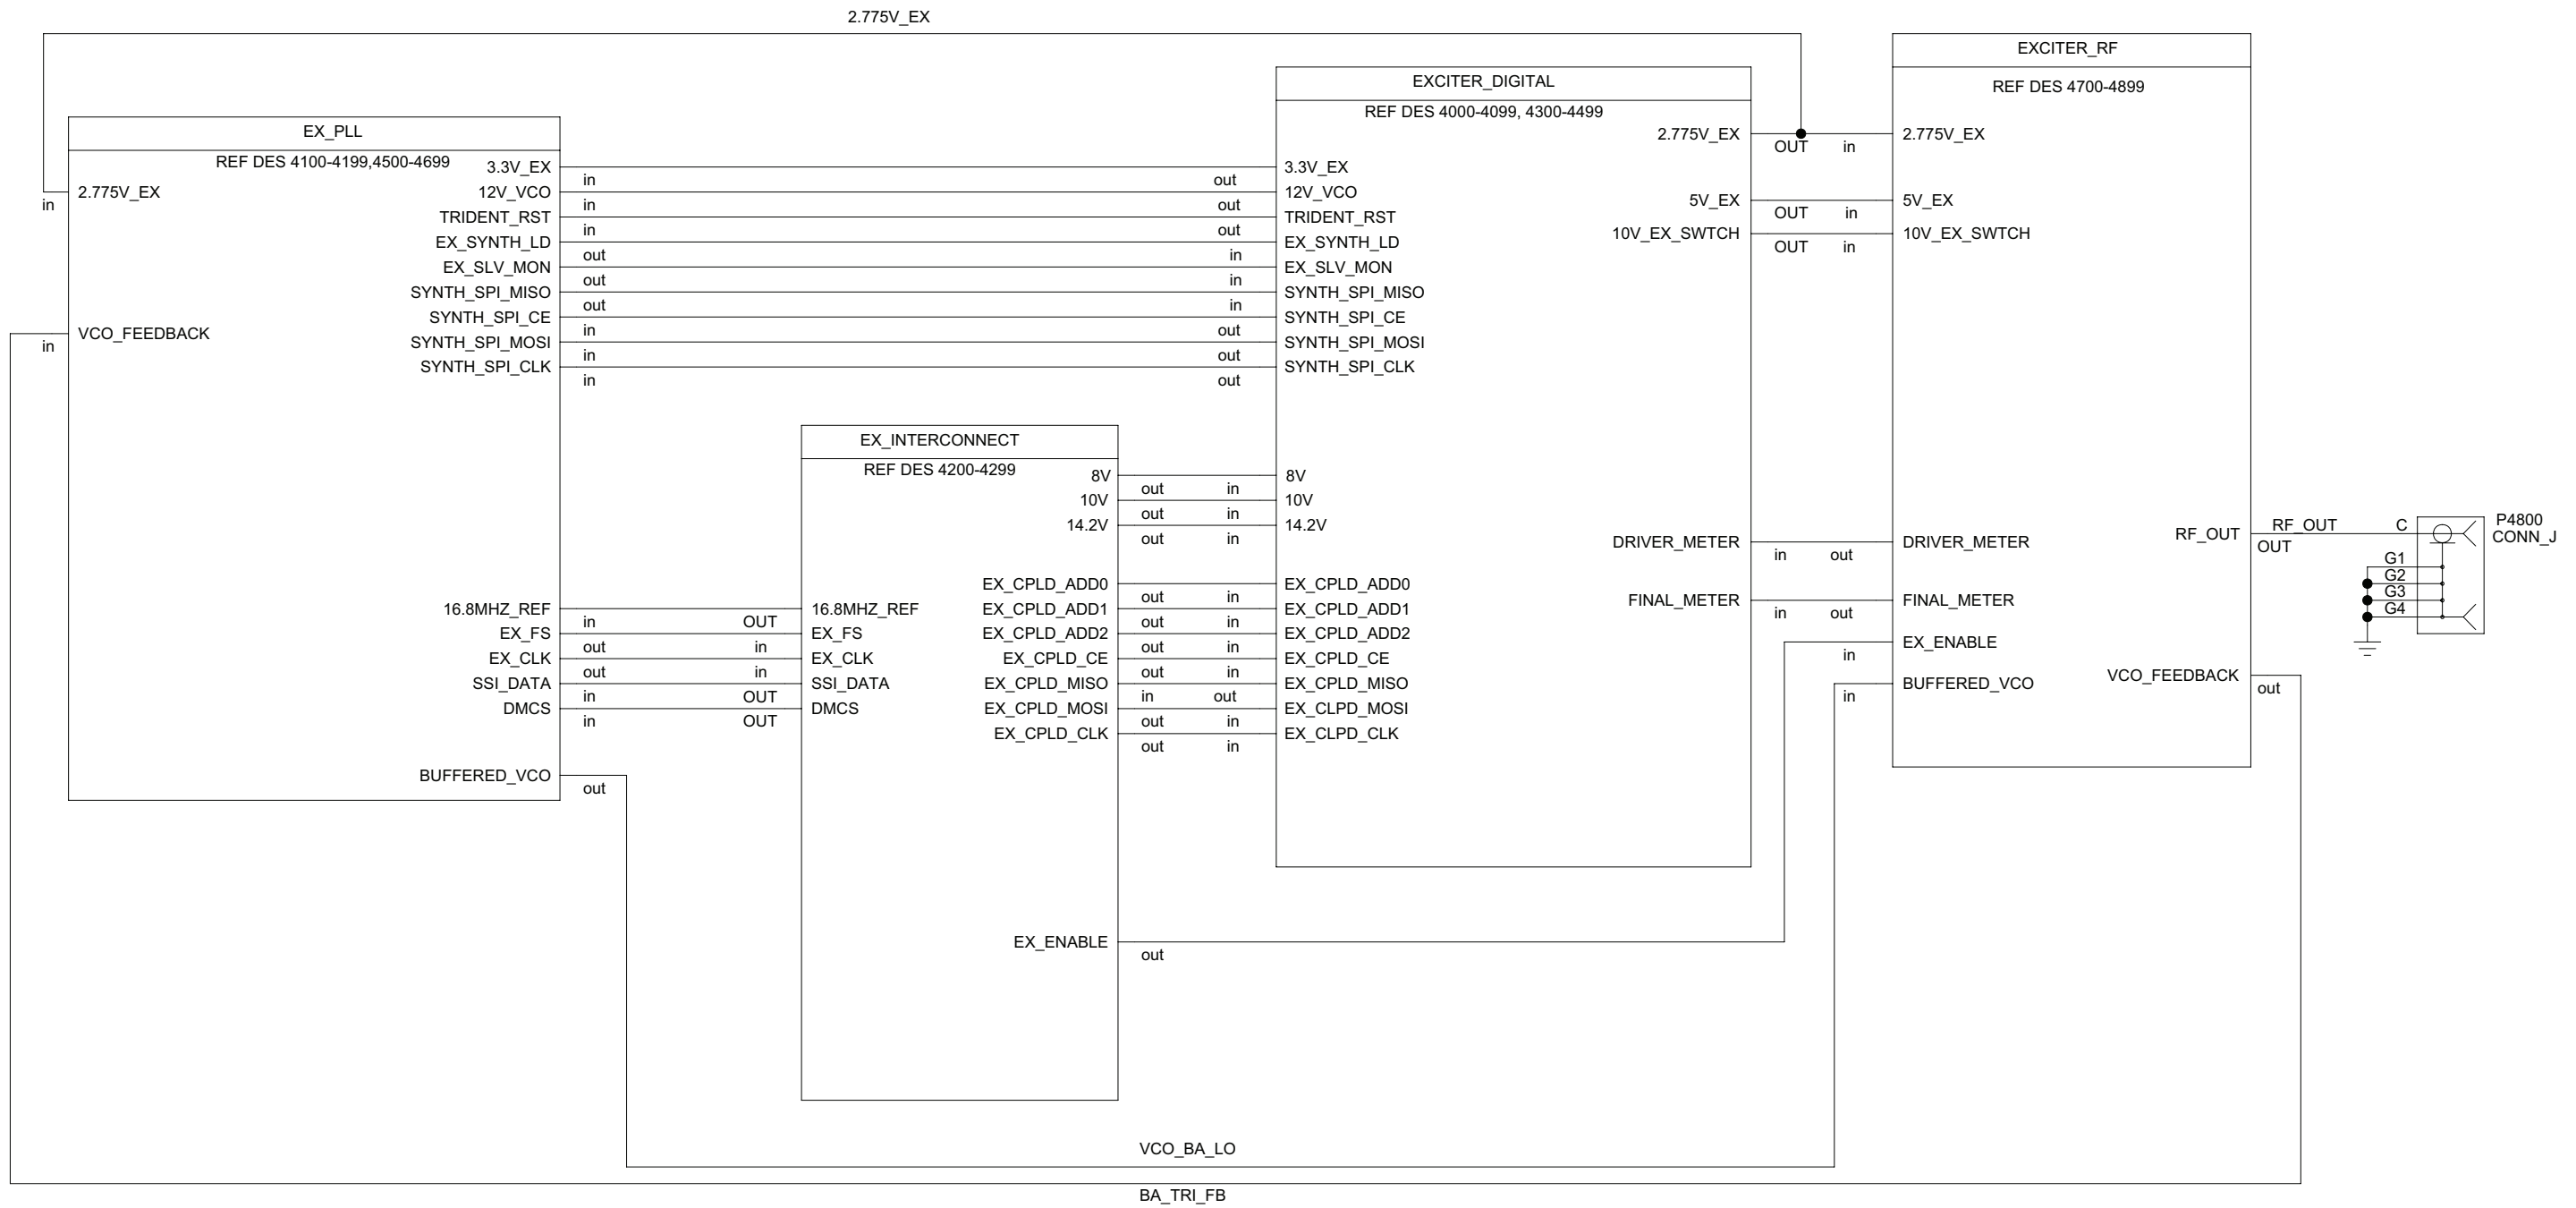 2.775V_EX
EX_PLL
REF DES 4100-4199,4500-4699
2.775V_EX
in
VCO_FEEDBACK
in
3.3V_EX
in
12V_VCO
in
TRIDENT_RST
in
EX_SYNTH_LD
out
EX_SLV_MON
out
SYNTH_SPI_MISO
out
SYNTH_SPI_CE
in
SYNTH_SPI_MOSI
in
SYNTH_SPI_CLK
in
16.8MHZ_REF
in
EX_FS
out
EX_CLK
out
SSI_DATA
in
DMCS
in
BUFFERED_VCO
out
EX_INTERCONNECT
REF DES 4200-4299
OUT
16.8MHZ_REF
in
EX_FS
in
EX_CLK
OUT
SSI_DATA
OUT
DMCS
8V
out
10V
out
14.2V
out
EX_CPLD_ADD0
out
EX_CPLD_ADD1
out
EX_CPLD_ADD2
out
EX_CPLD_CE
out
EX_CPLD_MISO
in
EX_CPLD_MOSI
out
EX_CPLD_CLK
out
EX_ENABLE
out
EXCITER_DIGITAL
REF DES 4000-4099, 4300-4499
3.3V_EX
out
12V_VCO
out
TRIDENT_RST
out
EX_SYNTH_LD
in
EX_SLV_MON
in
SYNTH_SPI_MISO
in
SYNTH_SPI_CE
out
SYNTH_SPI_MOSI
out
SYNTH_SPI_CLK
out
8V
in
10V
in
14.2V
in
EX_CPLD_ADD0
in
EX_CPLD_ADD1
in
EX_CPLD_ADD2
in
EX_CPLD_CE
in
EX_CPLD_MISO
out
EX_CLPD_MOSI
in
EX_CLPD_CLK
in
2.775V_EX
OUT
5V_EX
OUT
10V_EX_SWTCH
OUT
DRIVER_METER
in
FINAL_METER
in
EXCITER_RF
REF DES 4700-4899
2.775V_EX
in
5V_EX
in
10V_EX_SWTCH
in
DRIVER_METER
out
FINAL_METER
out
EX_ENABLE
in
BUFFERED_VCO
in
RF_OUT
OUT
VCO_FEEDBACK
out
RF_OUT
C
G1
G2
G3
G4
P4800
CONN_J
VCO_BA_LO
BA_TRI_FB